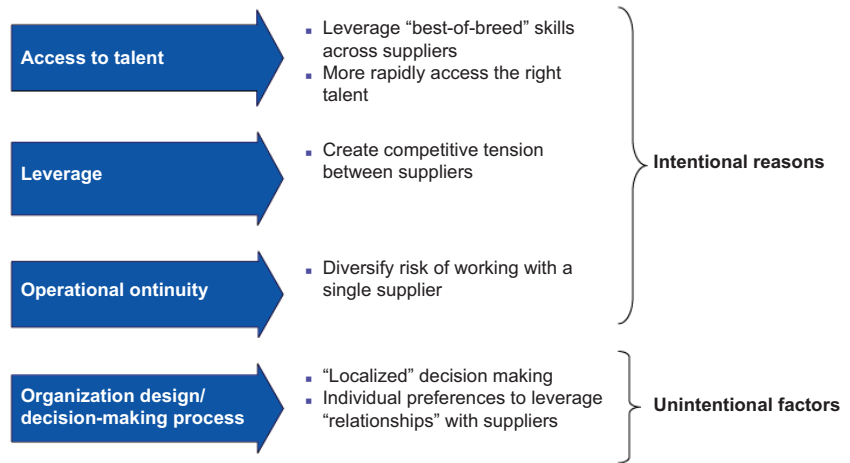 Access to talent
▪ Leverage “best-of-breed” skills
across suppliers
▪ More rapidly access the right
talent
Leverage
▪ Create competitive tension
between suppliers
Intentional reasons
Operational ontinuity
▪ Diversify risk of working with a
single supplier
Organization design/
decision-making process
▪ “Localized” decision making
▪ Individual preferences to leverage
“relationships” with suppliers
Unintentional factors